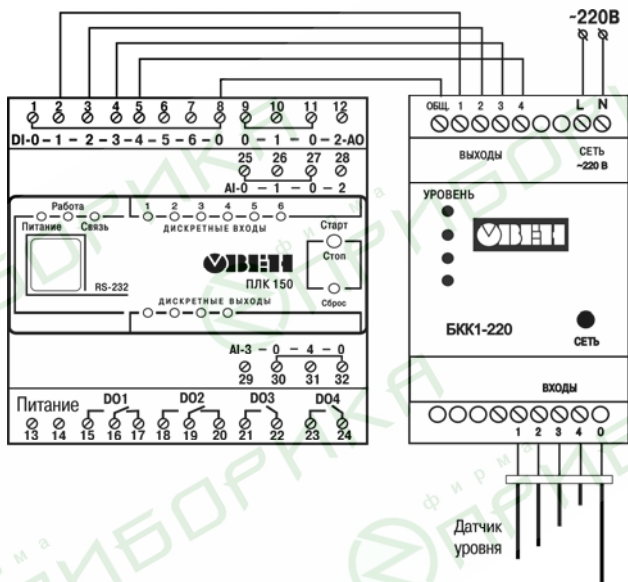 ~220В
1 2 3 4 5 6 7 8 9 10 11 12
DI-0 - 1 - 2 - 3 - 4 - 5 - 6 - 0 0 - 1 - 0 - 2-AO
25 26 27 28
AI-0 - 1 - 0 - 2
Работа
Питание Связь
1 2 3 4 5 6
ДИСКРЕТНЫЕ ВХОДЫ
Старт
Стоп
ОВЕН
ПЛК 150
RS-232
Сброс
ДИСКРЕТНЫЕ ВЫХОДЫ
AI-3 - 0 - 4 - 0
29 30 31 32
Питание DO1 DO2 DO3 DO4
13 14 15 16 17 18 19 20 21 22 23 24
ОБЩ. 1 2 3 4 L N
ВЫХОДЫ
СЕТЬ
~220 В
УРОВЕНЬ
ОВЕН
БКК1-220
СЕТЬ
ВХОДЫ
1 2 3 4 0
Датчик
уровня
фирма
ПРИБОРИКА